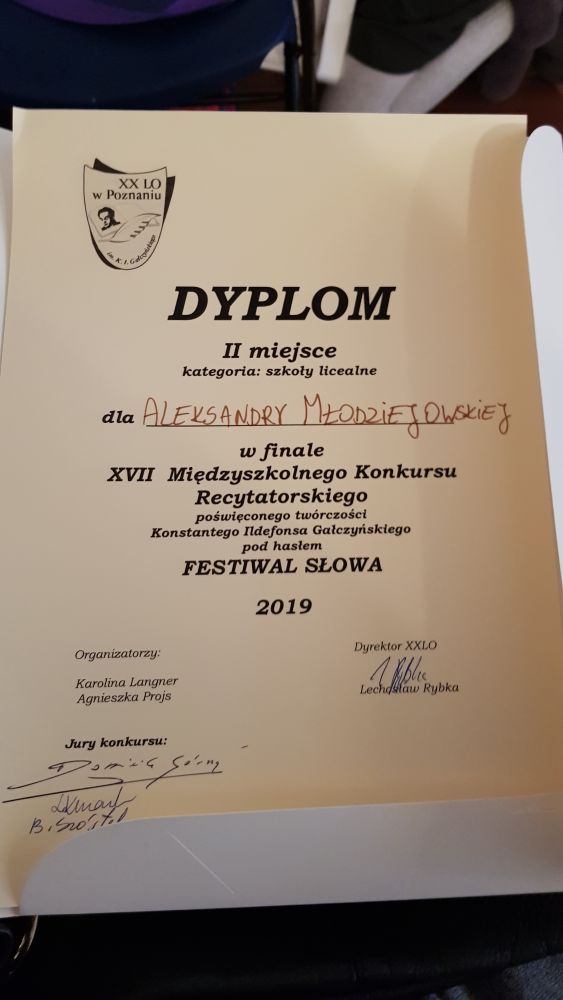 XX LO
w Poznaniu
im. K. I. Gałczyńskiego
DYPLOM
II miejsce
kategoria: szkoły licealne
dla ALEKSANDRY MŁODZIEJOWSKIEJ
w finale
XVII Międzyszkolnego Konkursu
Recytatorskiego
poświęconego twórczości
Konstantego Ildefonsa Gałczyńskiego
pod hasłem
FESTIWAL SŁOWA
2019
Organizatorzy:
Karolina Langner
Agnieszka Projs
Dyrektor XXLO
Lechosław Rybka
Jury konkursu: